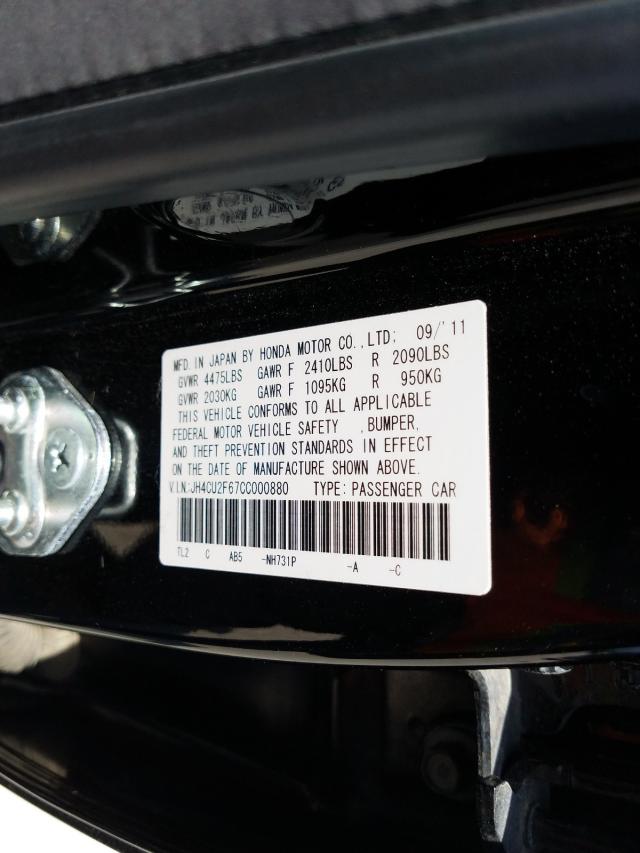 MFD. IN JAPAN BY HONDA MOTOR CO.,LTD; 09/'11
GVWR 4475LBS GAWR F 2410LBS R 2090LBS
GVWR 2030KG GAWR F 1095KG R 950KG
THIS VEHICLE CONFORMS TO ALL APPLICABLE
FEDERAL MOTOR VEHICLE SAFETY ,BUMPER,
AND THEFT PREVENTION STANDARDS IN EFFECT
ON THE DATE OF MANUFACTURE SHOWN ABOVE.
V.I.N:JH4CU2F67CC000880 TYPE: PASSENGER CAR
TL2 C AB5 -NH731P -A -C